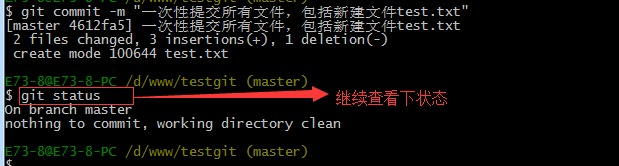 $ git commit -m "一次性提交所有文件，包括新建文件test.txt"
[master 4612fa5] 一次性提交所有文件，包括新建文件test.txt
2 files changed, 3 insertions(+), 1 deletion(-)
create mode 100644 test.txt
E73-8@E73-8-PC /d/www/testgit (master)
$ git status 继续查看下状态
On branch master
nothing to commit, working directory clean
E73-8@E73-8-PC /d/www/testgit (master)
$